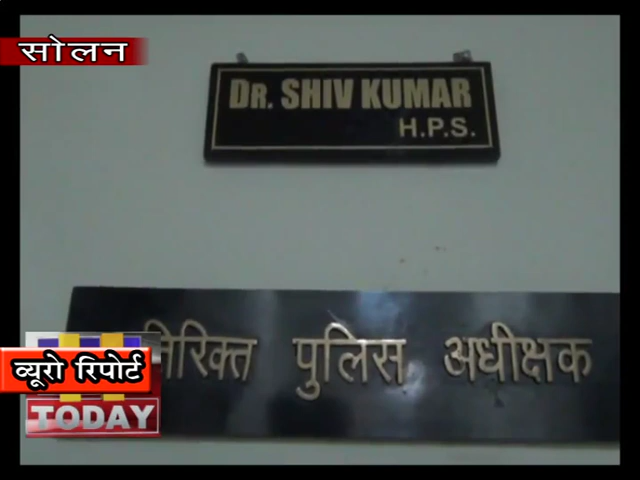 सोलन
DR. SHIV KUMAR
H.P.S.
पुलिस अधीक्षक
ब्यूरो रिपोर्ट
TODAY